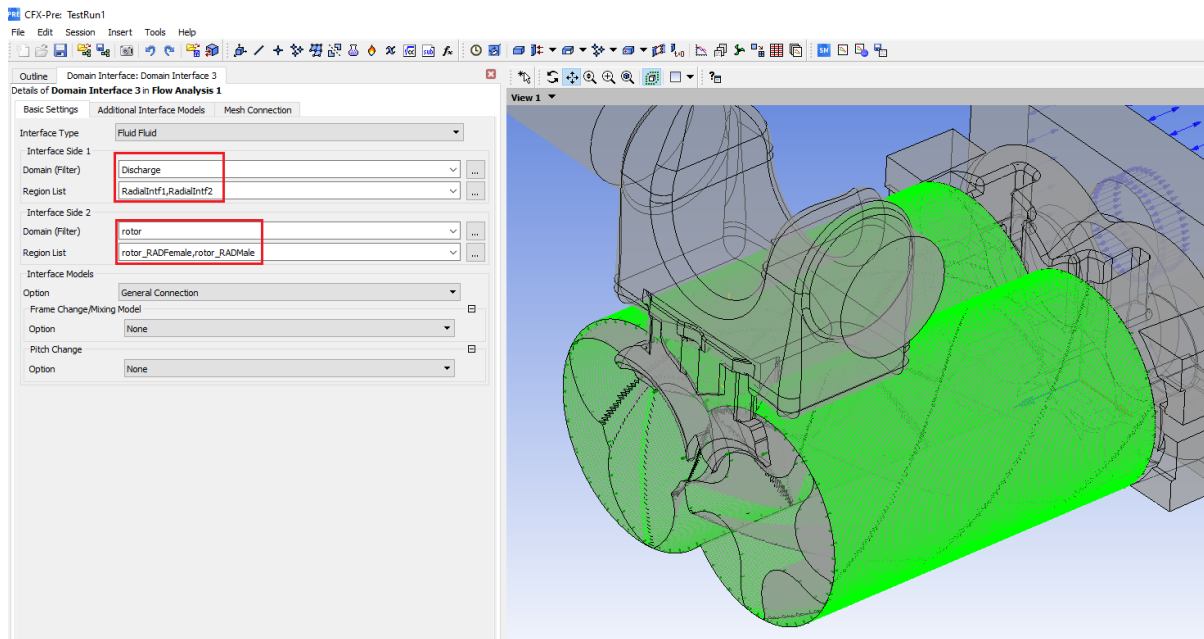 CFX-Pre: TestRun1
File Edit Session Insert Tools Help
Outline Domain Interface: Domain Interface 3
Details of Domain Interface 3 in Flow Analysis 1
View 1
Basic Settings Additional Interface Models Mesh Connection
Interface Type Fluid Fluid
Interface Side 1
Domain (Filter) Discharge ...
Region List RadialIntf1,RadialIntf2 ...
Interface Side 2
Domain (Filter) rotor ...
Region List rotor_RADFemale,rotor_RADMale ...
Interface Models
Option General Connection
Frame Change/Mixing Model
Option None
Pitch Change
Option None